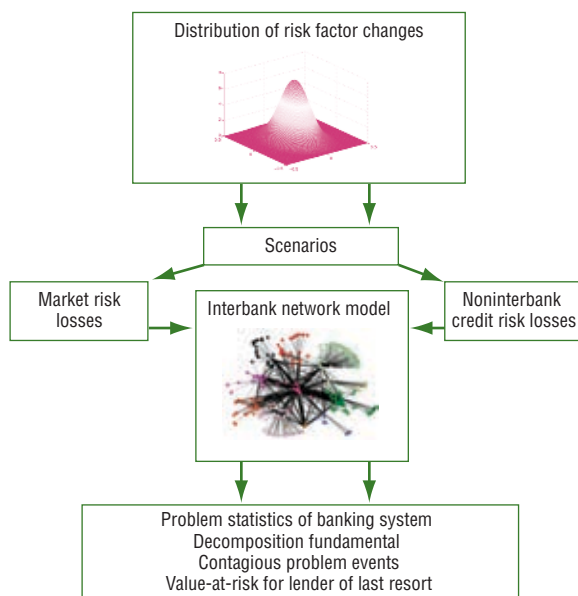 Distribution of risk factor changes
Scenarios
Market risk
losses
Interbank network model
Noninterbank
credit risk losses
Problem statistics of banking system
Decomposition fundamental
Contagious problem events
Value-at-risk for lender of last resort